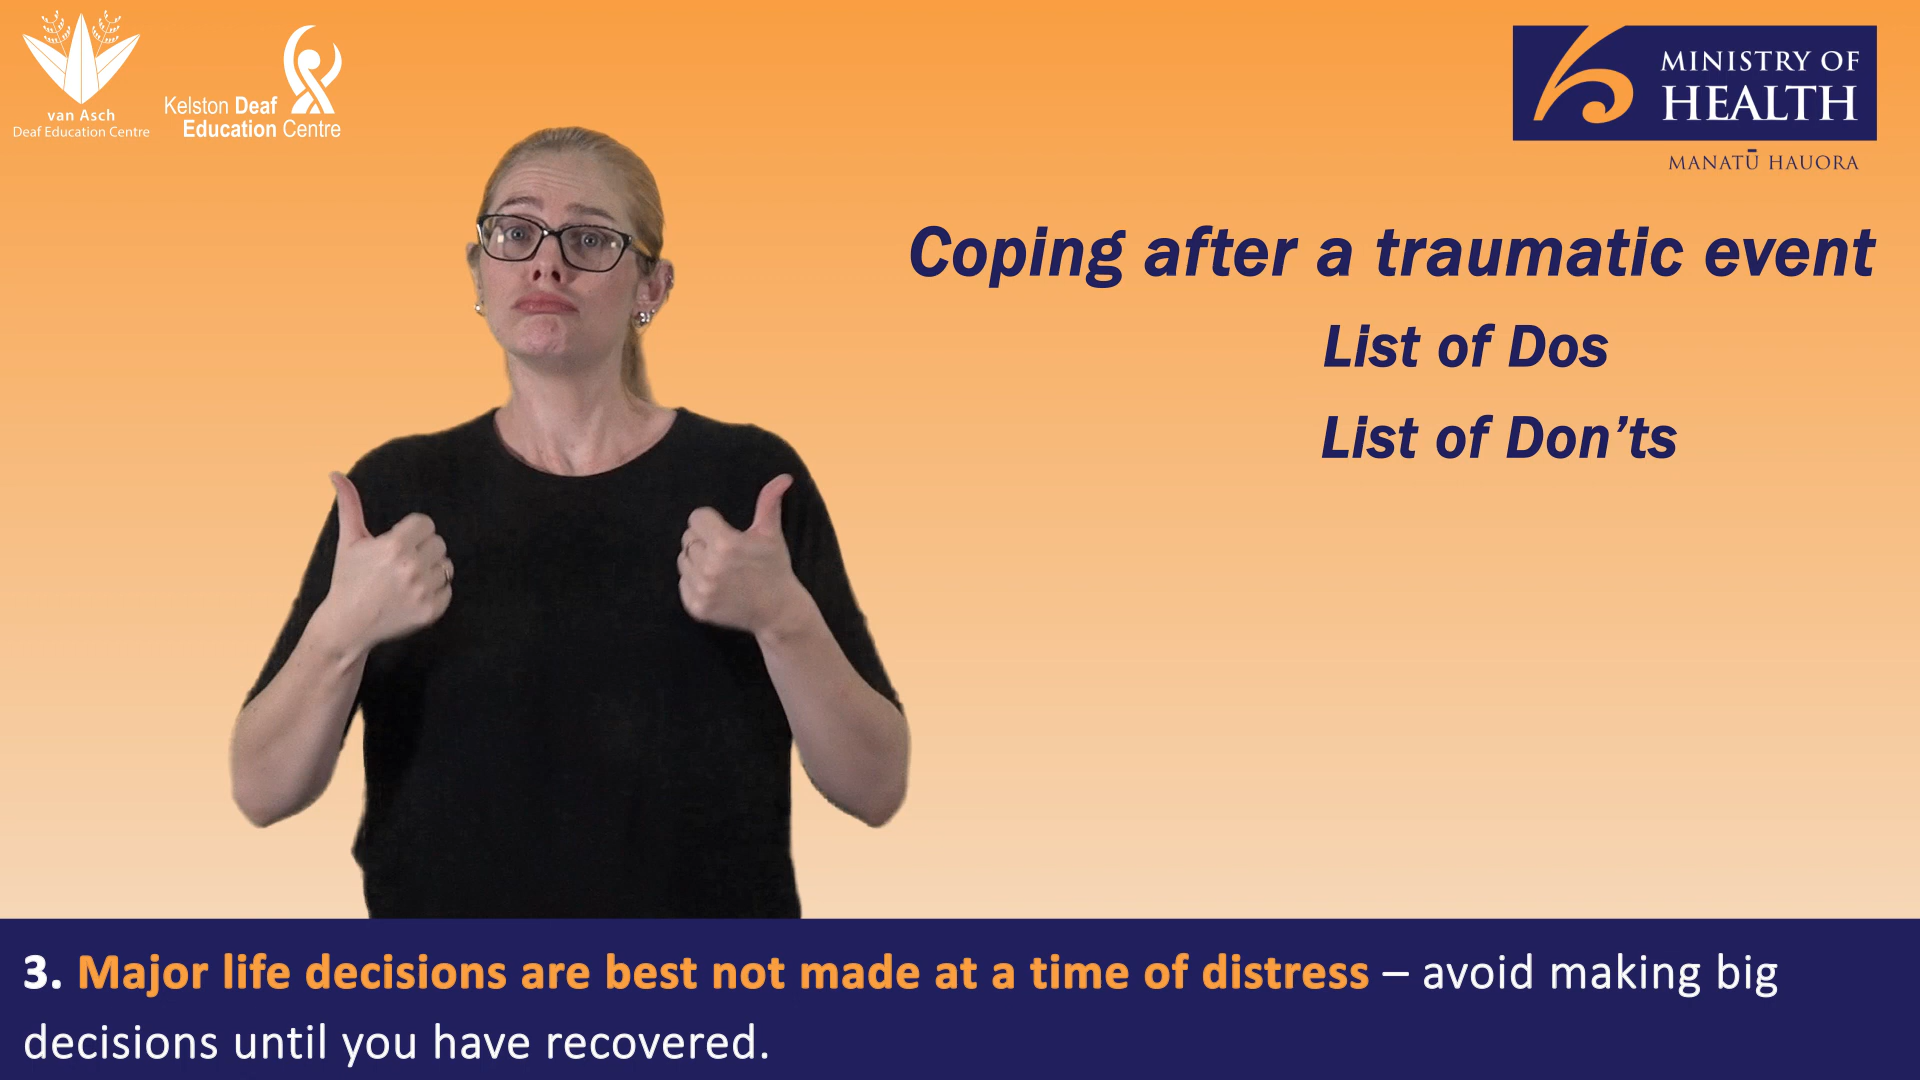 van Asch
Deaf Education Centre
Kelston Deaf
Education Centre
MINISTRY OF
HEALTH
MANATŪ HAUORA
Coping after a traumatic event
List of Dos
List of Don’ts
3. Major life decisions are best not made at a time of distress – avoid making big
decisions until you have recovered.